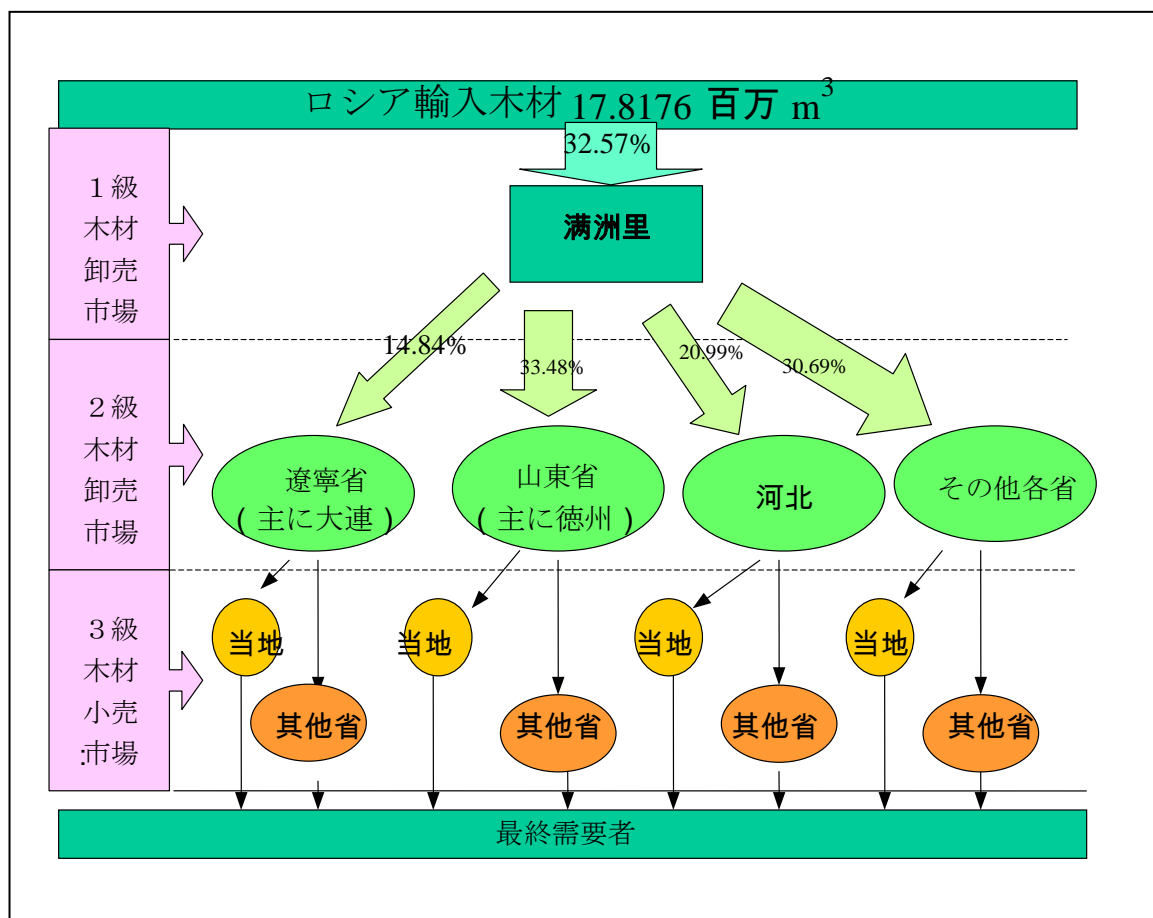 ロシア輸入木材 17.8176 百万 m³
32.57%
1級
木材
卸売
市場
满洲里
14.84%
33.48%
20.99%
30.69%
2級
木材
卸売
市場
遼寧省
(主に大連)
山東省
(主に徳州)
河北
その他各省
3級
木材
小売
:市場
当地
当地
当地
当地
其他省
其他省
其他省
其他省
最終需要者